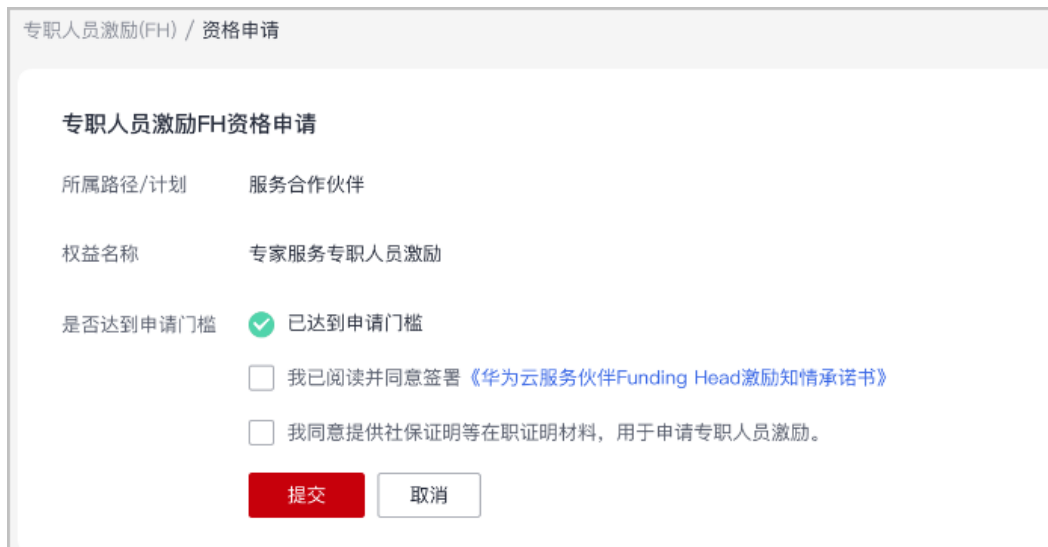 专职人员激励(FH) / 资格申请
专职人员激励FH资格申请
所属路径/计划 服务合作伙伴
权益名称 专家服务专职人员激励
是否达到申请门槛 已达到申请门槛
我已阅读并同意签署《华为云服务伙伴Funding Head激励知情承诺书》
我同意提供社保证明等在职证明材料，用于申请专职人员激励。
提交 取消